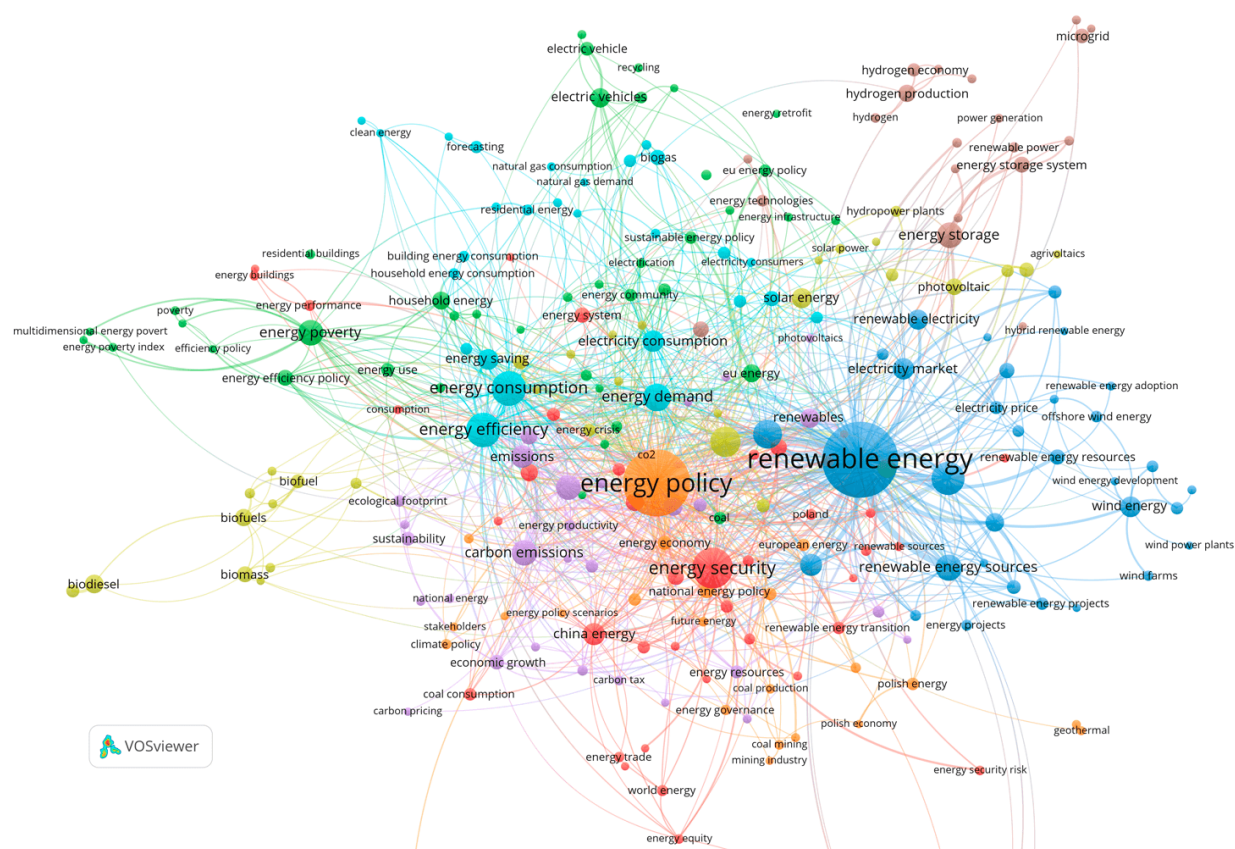 microgrid
electric vehicle
recycling
hydrogen economy
electric vehicles
hydrogen production
energy retrofit
hydrogen
power generation
clean energy
forecasting
renewable power
biogas
natural gas consumption
eu energy policy
energy storage system
natural gas demand
energy technologies
residential energy
energy infrastructure
hydropower plants
sustainable energy policy
energy storage
solar power
residential buildings
building energy consumption
electrification
electricity consumers
agrivoltaics
energy buildings
household energy consumption
photovoltaic
energy community
solar energy
household energy
energy performance
poverty
energy system
renewable electricity
multidimensional energy povert
energy poverty
hybrid renewable energy
electricity consumption
photovoltaics
energy poverty index
efficiency policy
energy saving
energy use
eu energy
electricity market
energy efficiency policy
energy consumption
renewable energy adoption
energy demand
consumption
electricity price
renewables
offshore wind energy
energy efficiency
energy crisis
emissions
co2
renewable energy
renewable energy resources
biofuel
energy policy
wind energy development
ecological footprint
wind energy
biofuels
energy productivity
coal
poland
sustainability
energy economy
european energy
renewable sources
wind power plants
carbon emissions
biomass
energy security
renewable energy sources
wind farms
biodiesel
national energy policy
national energy
renewable energy projects
energy policy scenarios
stakeholders
future energy
renewable energy transition
energy projects
china energy
climate policy
economic growth
energy resources
carbon tax
polish energy
coal consumption
coal production
carbon pricing
energy governance
polish economy
geothermal
coal mining
VOSviewer
energy trade
mining industry
energy security risk
world energy
energy equity